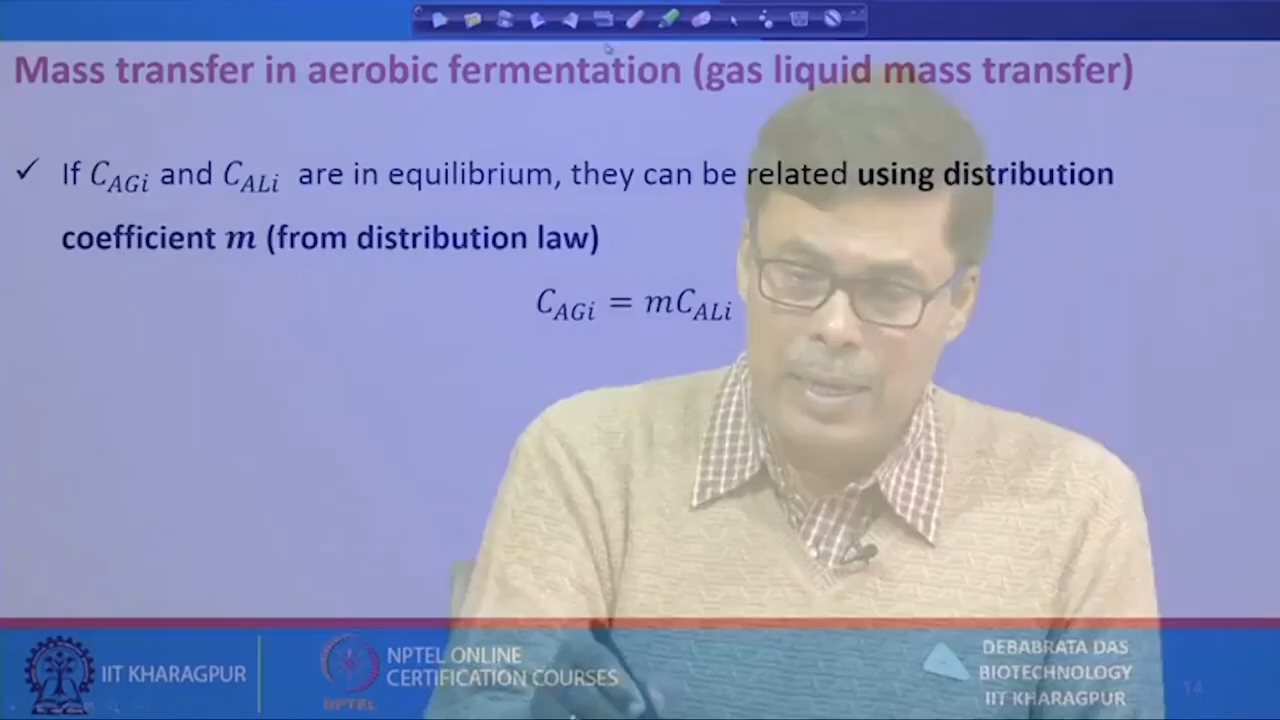 Mass transfer in aerobic fermentation (gas liquid mass transfer)
✓ If C_AGi and C_ALi are in equilibrium, they can be related using distribution
coefficient m (from distribution law)
C_AGi = mC_ALi
IIT KHARAGPUR
NPTEL
NPTEL ONLINE
CERTIFICATION COURSES
DEBABRATA DAS
BIOTECHNOLOGY
IIT KHARAGPUR
14